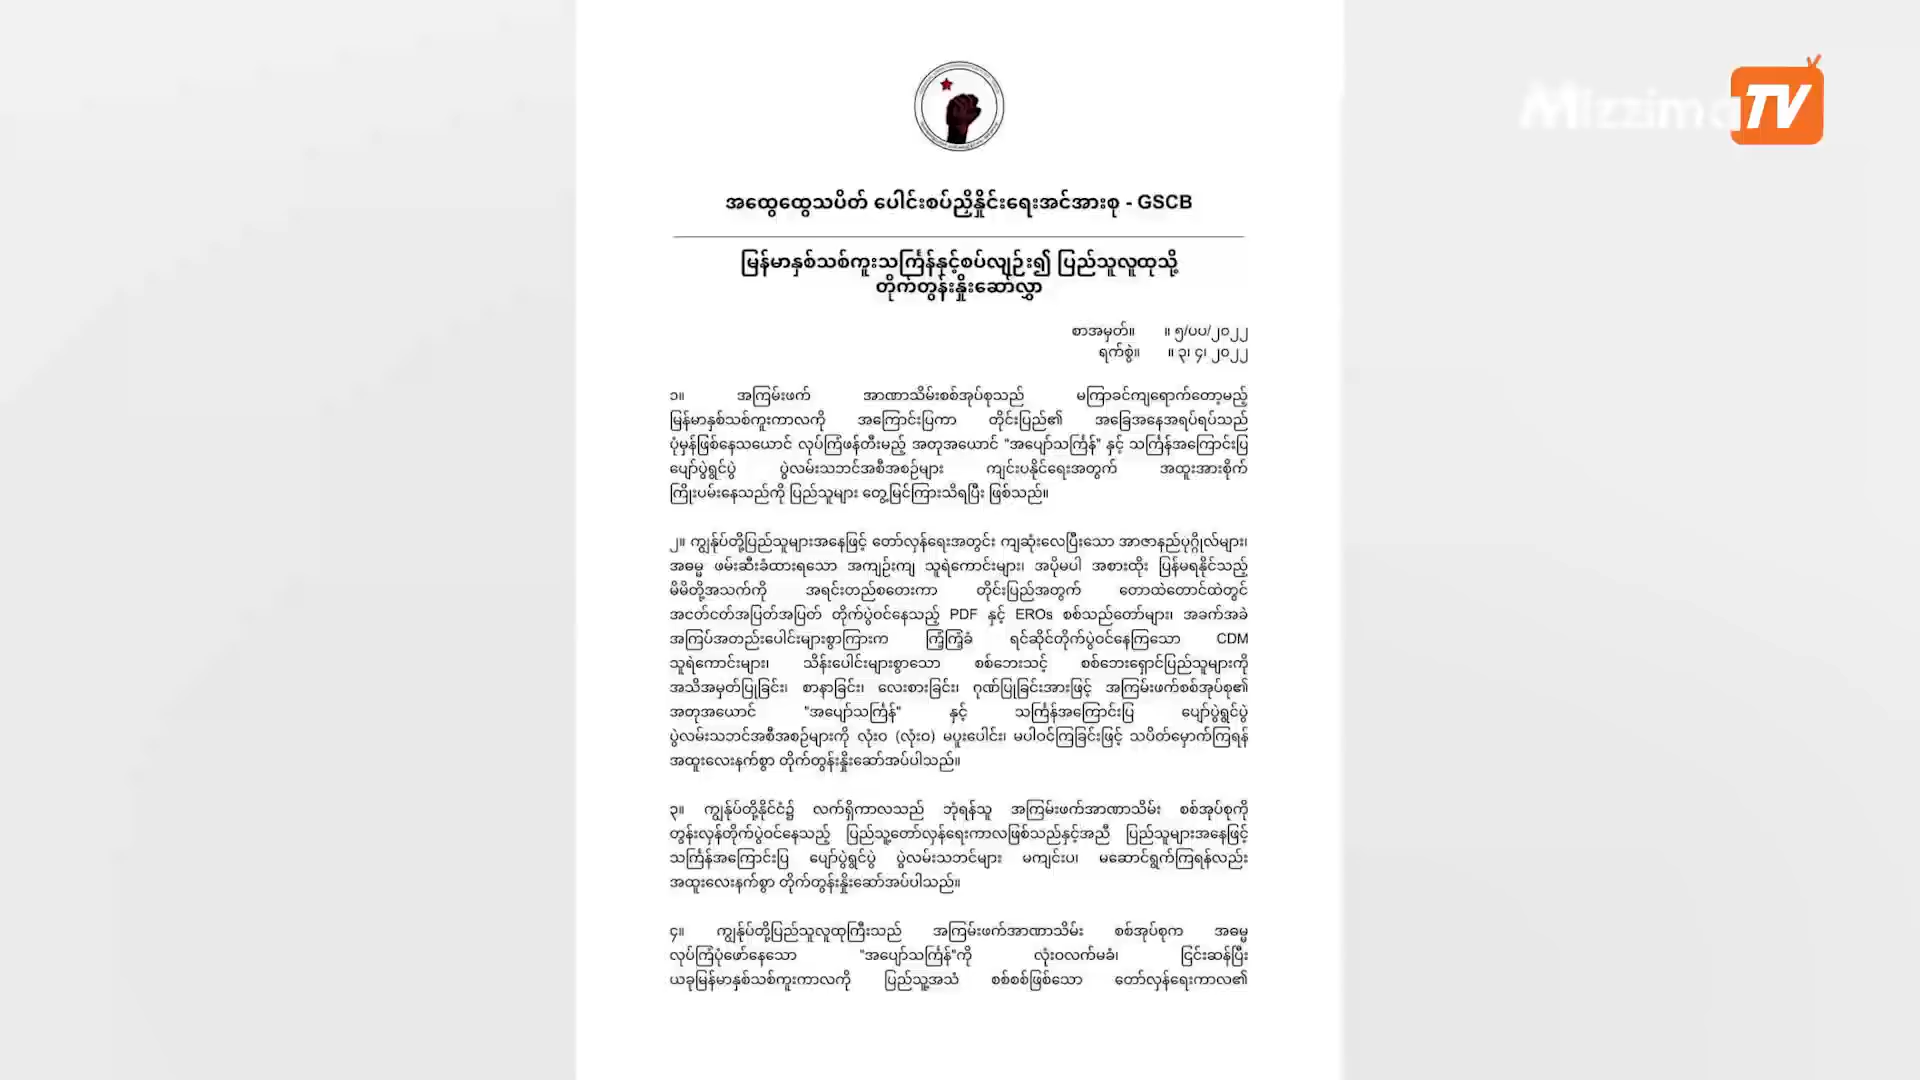 Mizzima TV
အထွေထွေသပိတ် ပေါင်းစပ်ညှိနှိုင်းရေးအင်အားစု - GSCB
မြန်မာနှစ်သစ်ကူးသင်္ကြန်နှင့်စပ်လျဉ်း၍ ပြည်သူလူထုသို့
တိုက်တွန်းနှိုးဆော်လွှာ
စာအမှတ်။ ။ ၅/ပပ/၂၀၂၂
ရက်စွဲ။ ။ ၃၊ ၄၊ ၂၀၂၂
၁။ အကြမ်းဖက် အာဏာသိမ်းစစ်အုပ်စုသည် မကြာခင်ကျရောက်တော့မည့်
မြန်မာနှစ်သစ်ကူးကာလကို အကြောင်းပြကာ တိုင်းပြည်၏ အခြေအနေအရပ်ရပ်သည်
ပုံမှန်ဖြစ်နေသယောင် လုပ်ကြံဖန်တီးမည့် အတုအယောင် "အပျော်သင်္ကြန်" နှင့် သင်္ကြန်အကြောင်းပြ
ပျော်ပွဲရွှင်ပွဲ ပွဲလမ်းသဘင်အစီအစဉ်များ ကျင်းပနိုင်ရေးအတွက် အထူးအားစိုက်
ကြိုးပမ်းနေသည်ကို ပြည်သူများ တွေ့မြင်ကြားသိရပြီး ဖြစ်သည်။
၂။ ကျွန်ုပ်တို့ပြည်သူများအနေဖြင့် တော်လှန်ရေးအတွင်း ကျဆုံးလေပြီးသော အာဇာနည်ပုဂ္ဂိုလ်များ၊
အဓမ္မ ဖမ်းဆီးခံထားရသော အကျဉ်းကျ သူရဲကောင်းများ၊ အပိုမပါ အစားထိုး ပြန်မရနိုင်သည့်
မိမိတို့အသက်ကို အရင်းတည်စတေးကာ တိုင်းပြည်အတွက် တောထဲတောင်ထဲတွင်
အငတ်ငတ်အပြတ်အပြတ် တိုက်ပွဲဝင်နေသည့် PDF နှင့် EROs စစ်သည်တော်များ၊ အခက်အခဲ
အကြပ်အတည်းပေါင်းများစွာကြားက ကြံ့ကြံ့ခံ ရင်ဆိုင်တိုက်ပွဲဝင်နေကြသော CDM
သူရဲကောင်းများ၊ သိန်းပေါင်းများစွာသော စစ်ဘေးသင့် စစ်ဘေးရှောင်ပြည်သူများကို
အသိအမှတ်ပြုခြင်း၊ စာနာခြင်း၊ လေးစားခြင်း၊ ဂုဏ်ပြုခြင်းအားဖြင့် အကြမ်းဖက်စစ်အုပ်စု၏
အတုအယောင် "အပျော်သင်္ကြန်" နှင့် သင်္ကြန်အကြောင်းပြ ပျော်ပွဲရွှင်ပွဲ
ပွဲလမ်းသဘင်အစီအစဉ်များကို လုံးဝ (လုံးဝ) မပူးပေါင်း၊ မပါဝင်ကြခြင်းဖြင့် သပိတ်မှောက်ကြရန်
အထူးလေးနက်စွာ တိုက်တွန်းနှိုးဆော်အပ်ပါသည်။
၃။ ကျွန်ုပ်တို့နိုင်ငံ၌ လက်ရှိကာလသည် ဘုံရန်သူ အကြမ်းဖက်အာဏာသိမ်း စစ်အုပ်စုကို
တွန်းလှန်တိုက်ပွဲဝင်နေသည့် ပြည်သူ့တော်လှန်ရေးကာလဖြစ်သည်နှင့်အညီ ပြည်သူများအနေဖြင့်
သင်္ကြန်အကြောင်းပြ ပျော်ပွဲရွှင်ပွဲ ပွဲလမ်းသဘင်များ မကျင်းပ၊ မဆောင်ရွက်ကြရန်လည်း
အထူးလေးနက်စွာ တိုက်တွန်းနှိုးဆော်အပ်ပါသည်။
၄။ ကျွန်ုပ်တို့ပြည်သူလူထုကြီးသည် အကြမ်းဖက်အာဏာသိမ်း စစ်အုပ်စုက အဓမ္မ
လုပ်ကြံပုံဖော်နေသော "အပျော်သင်္ကြန်"ကို လုံးဝလက်မခံ၊ ငြင်းဆန်ပြီး
ယခုမြန်မာနှစ်သစ်ကူးကာလကို ပြည်သူ့အသံ စစ်စစ်ဖြစ်သော တော်လှန်ရေးကာလ၏